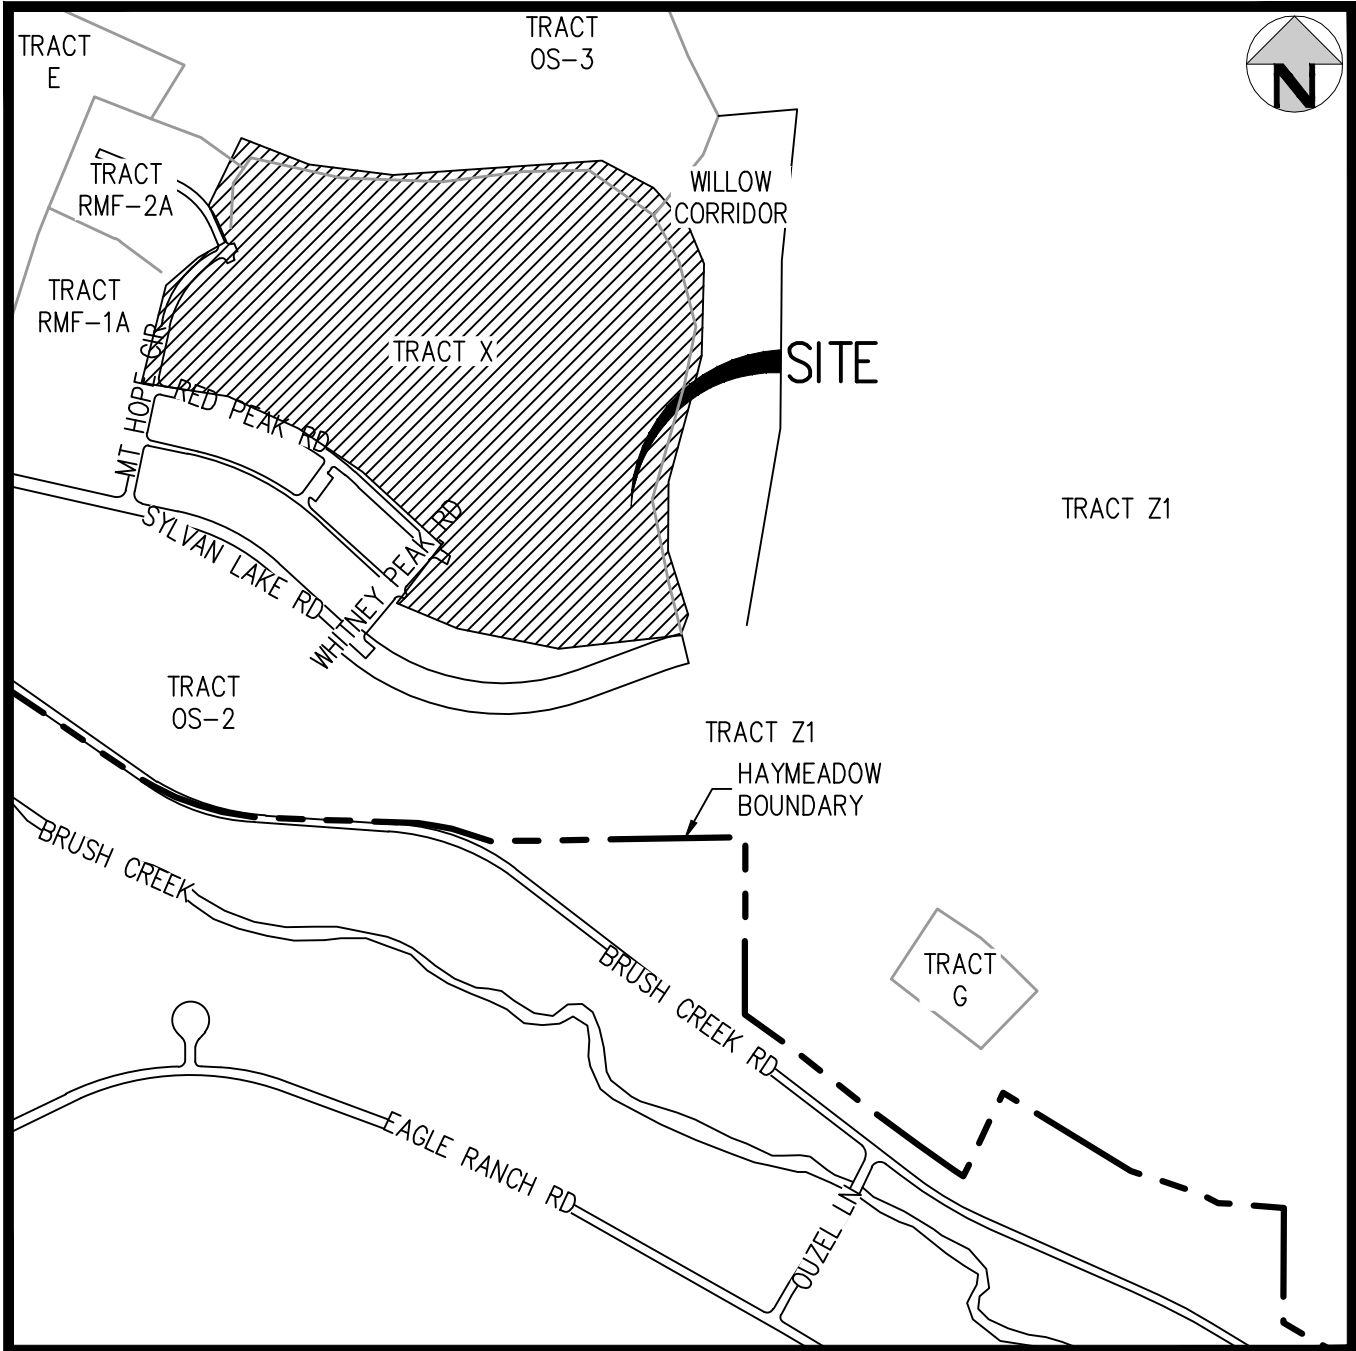 TRACT
E
TRACT
OS-3
N
TRACT
RMF-2A
WILLOW
CORRIDOR
TRACT
RMF-1A
TRACT X
SITE
MT HOPE CIR
RED PEAK RD
SYLVAN LAKE RD
WHITNEY PEAK RD
TRACT Z1
TRACT
OS-2
TRACT Z1
HAYMEADOW
BOUNDARY
BRUSH CREEK
BRUSH CREEK RD
TRACT
G
EAGLE RANCH RD
OUZEL LN